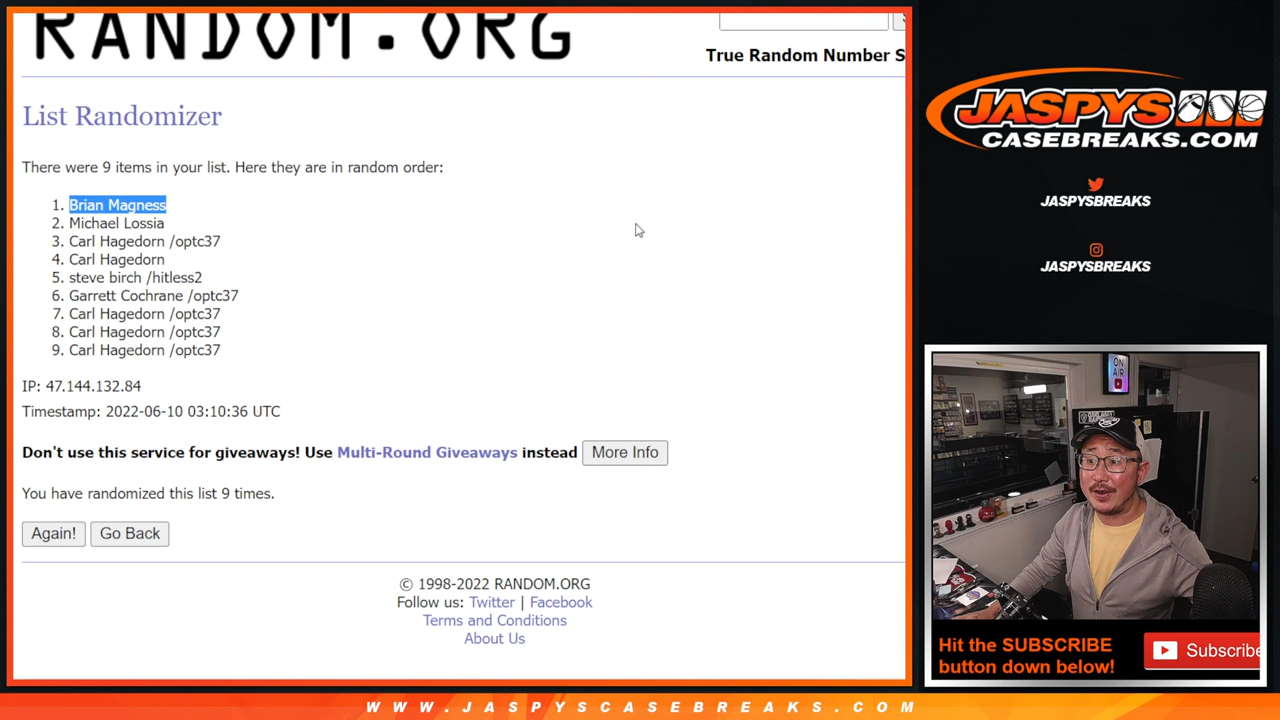 RANDOM.ORG
True Random Number S
List Randomizer
There were 9 items in your list. Here they are in random order:
1. Brian Magness
2. Michael Lossia
3. Carl Hagedorn /optc37
4. Carl Hagedorn
5. steve birch /hitless2
6. Garrett Cochrane /optc37
7. Carl Hagedorn /optc37
8. Carl Hagedorn /optc37
9. Carl Hagedorn /optc37
IP: 47.144.132.84
Timestamp: 2022-06-10 03:10:36 UTC
Don't use this service for giveaways! Use Multi-Round Giveaways instead More Info
You have randomized this list 9 times.
Again! Go Back
© 1998-2022 RANDOM.ORG
Follow us: Twitter | Facebook
Terms and Conditions
About Us
JASPYS
CASEBREAKS.COM
JASPYSBREAKS
JASPYSBREAKS
ON
AIR
Hit the SUBSCRIBE
button down below!
Subscribe
WWW.JASPYSCASEBREAKS.COM